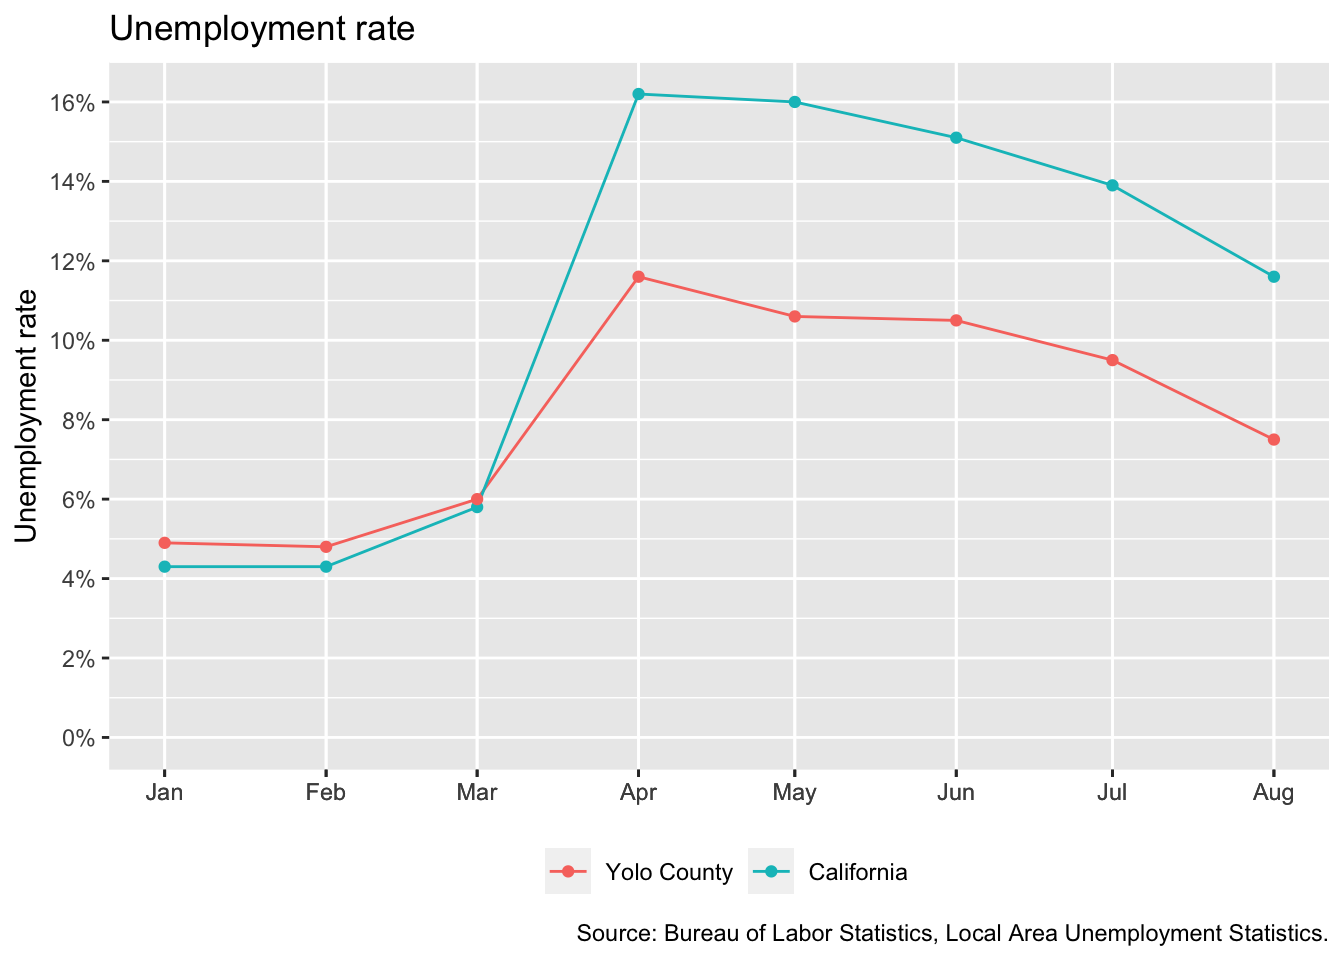 Unemployment rate
Unemployment rate
16%
14%
12%
10%
8%
6%
4%
2%
0%
Jan Feb Mar Apr May Jun Jul Aug
Yolo County California
Source: Bureau of Labor Statistics, Local Area Unemployment Statistics.